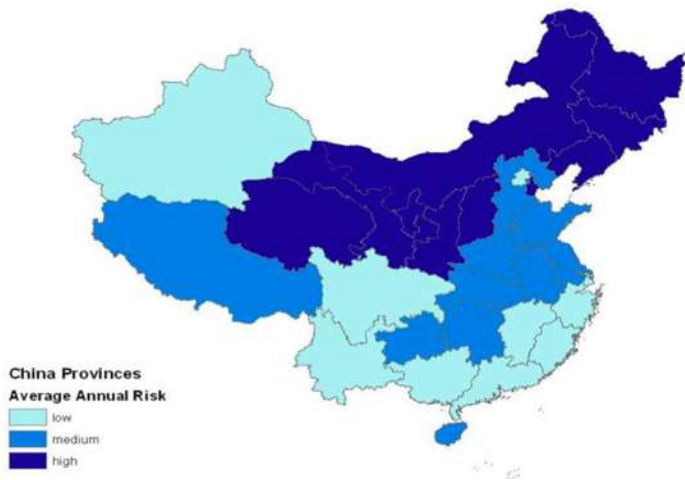 China Provinces
Average Annual Risk
low
medium
high